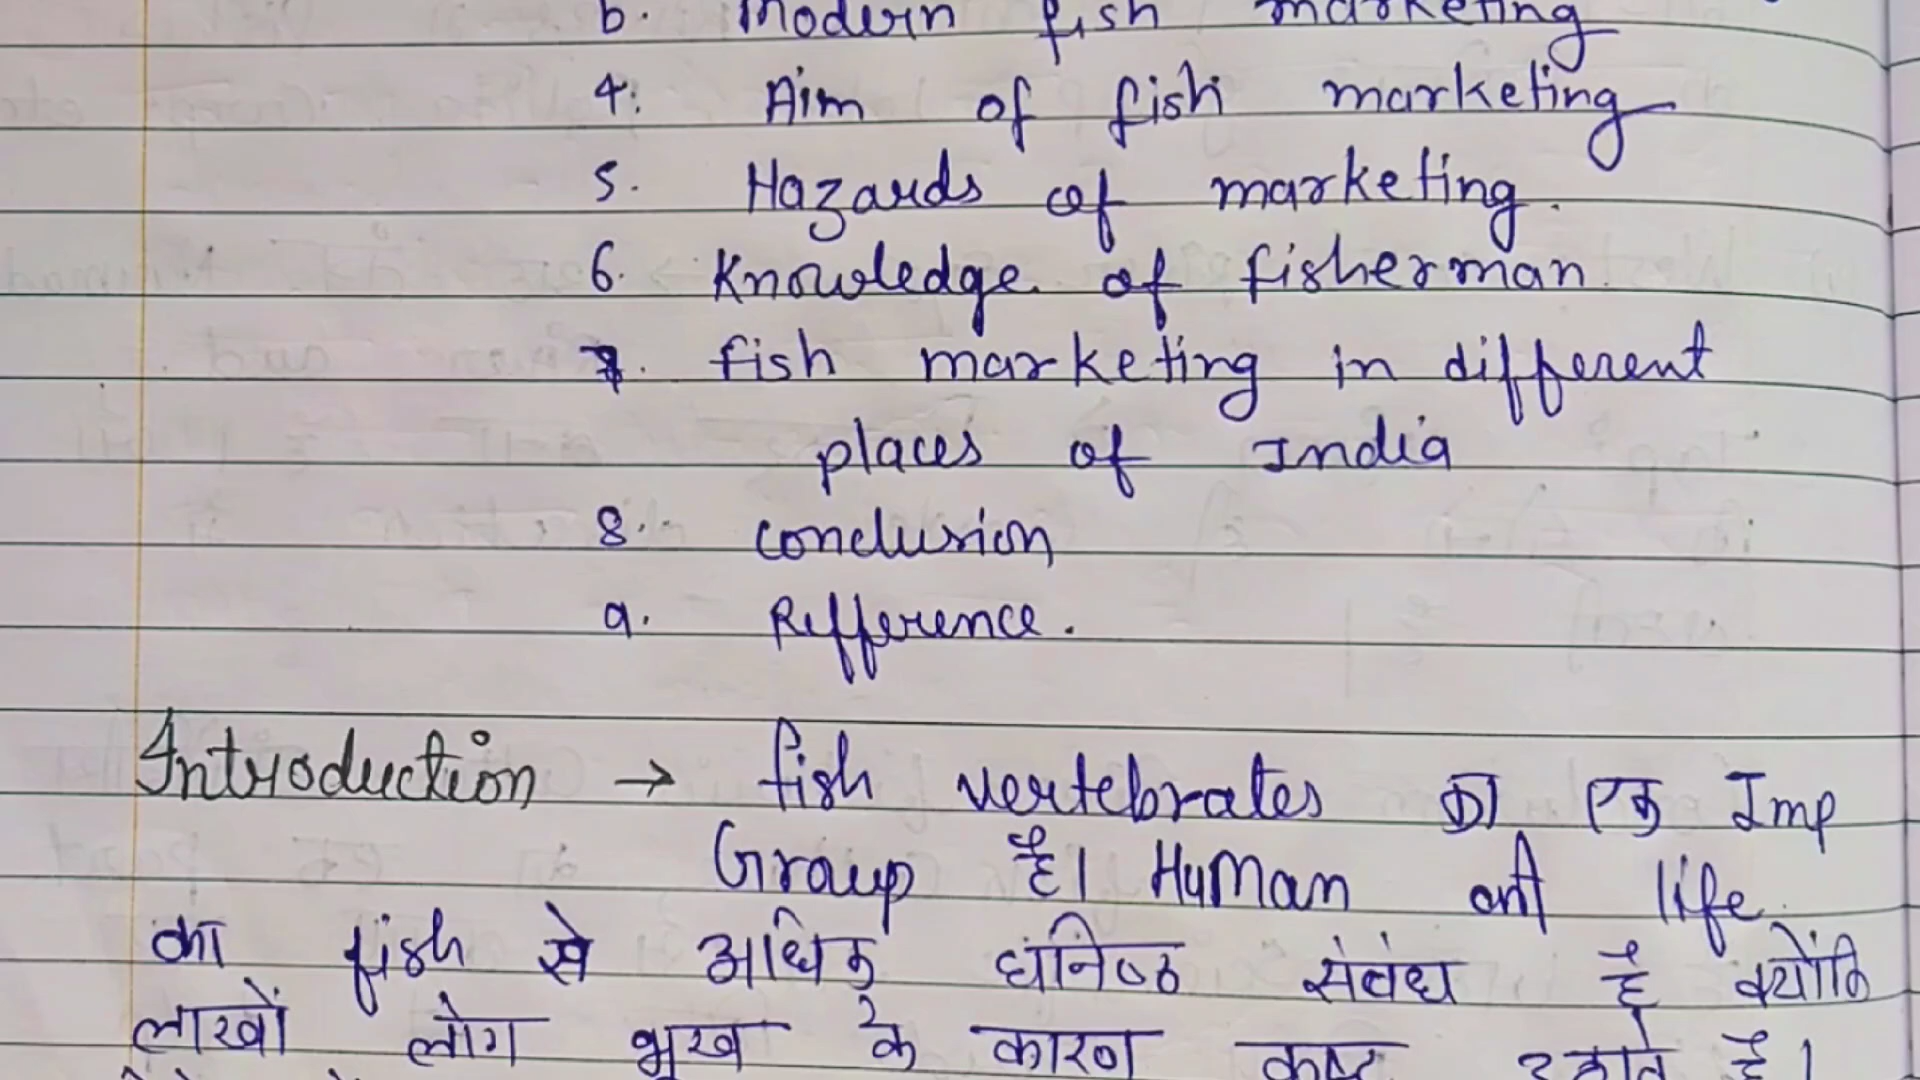 b. Modern fish marketing
4. Aim of fish marketing
5. Hazards of marketing.
6. Knowledge of fisherman.
7. fish marketing in different
places of India
8. conclusion
9. Refference.
Introduction → fish vertebrates का एक Imp
Group है। Human की life
का fish से अधिक घनिष्ठ संबंध है क्योंकि
लाखों लोग भूख के कारण कष्ट उठाते है।